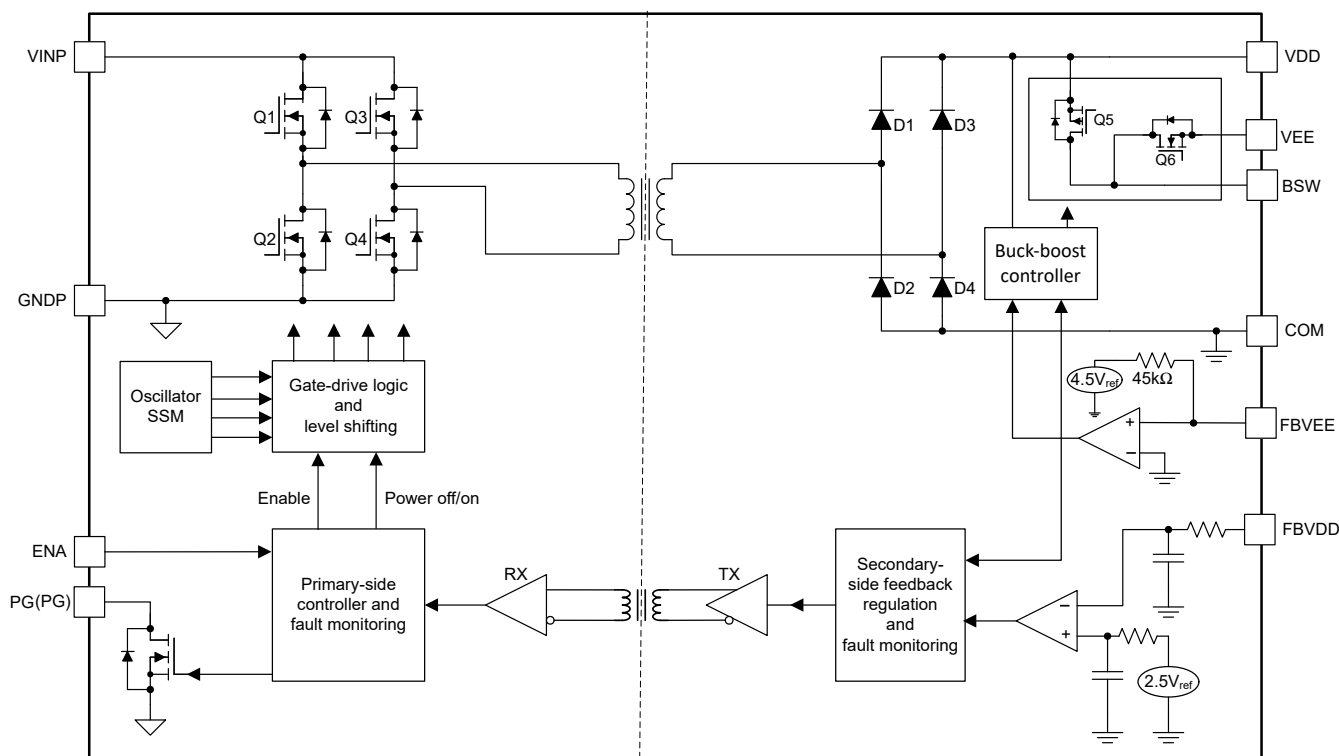 VINP
VDD
Q1
Q3
D1
D3
Q5
Q6
VEE
BSW
Q2
Q4
Buck-boost
controller
D2
D4
GNDP
COM
4.5Vref
45kΩ
Oscillator
SSM
Gate-drive logic
and
level shifting
FBVEE
+
−
Enable
Power off/on
FBVDD
ENA
PG(PG)
Primary-side
controller and
fault monitoring
RX
TX
Secondary-
side feedback
regulation
and
fault monitoring
−
+
2.5Vref